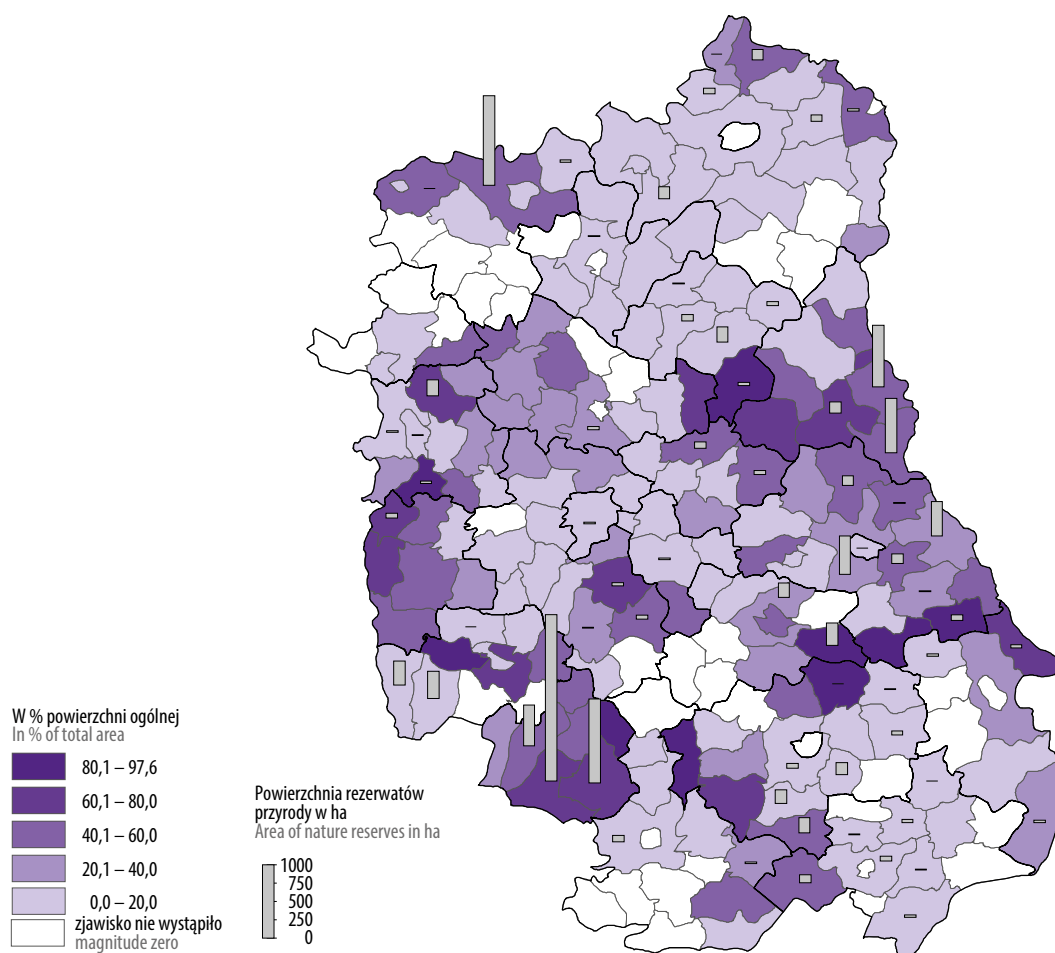 W % powierzchni ogólnej
In % of total area
80,1 – 97,6
60,1 – 80,0
40,1 – 60,0
20,1 – 40,0
0,0 – 20,0
zjawisko nie wystąpiło
magnitude zero
Powierzchnia rezerwatów
przyrody w ha
Area of nature reserves in ha
1000
750
500
250
0